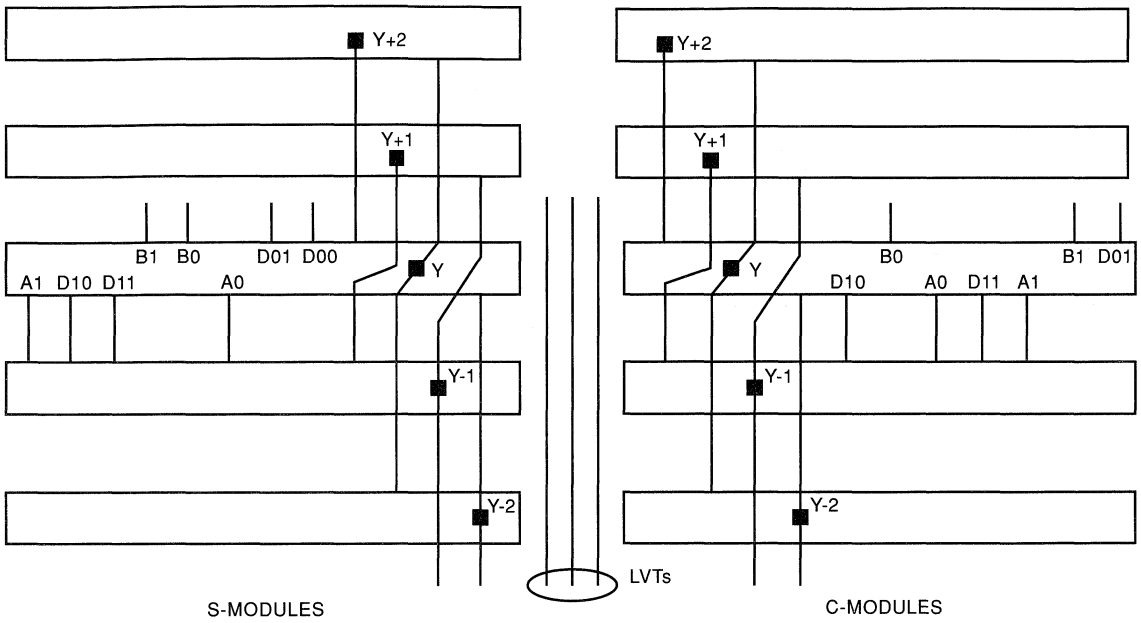 Y+2
Y+2
Y+1
Y+1
B1 B0 D01 D00
B0 B1 D01
Y
Y
A1 D10 D11 A0
D10 A0 D11 A1
Y-1
Y-1
Y-2
Y-2
LVTs
S-MODULES
C-MODULES